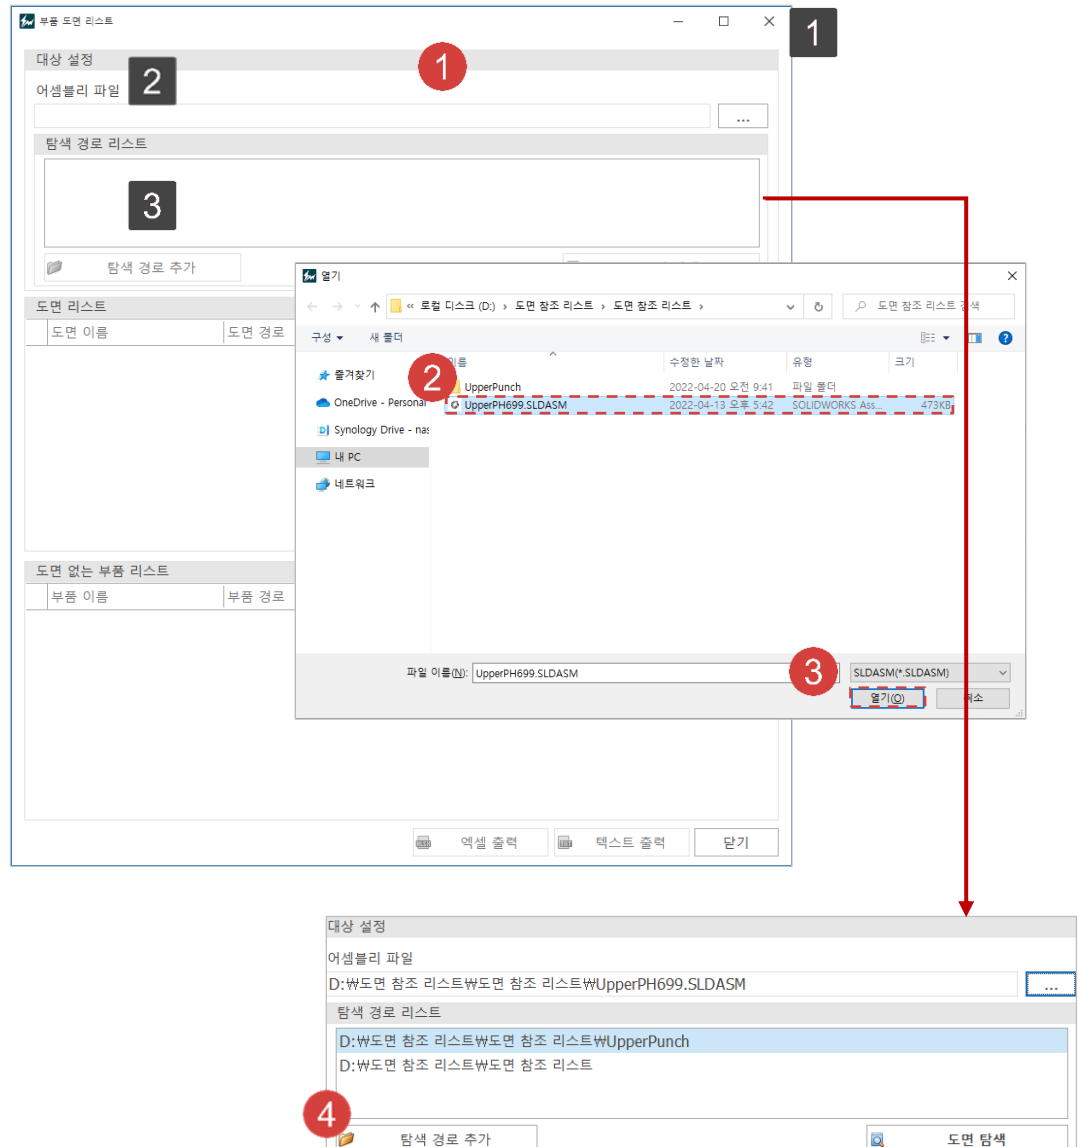 부품 도면 리스트
1
대상 설정
1
어셈블리 파일
2
...
탐색 경로 리스트
3
탐색 경로 추가
도면 리스트
도면 이름 도면 경로
도면 없는 부품 리스트
부품 이름 부품 경로
엑셀 출력 텍스트 출력 닫기
열기
« 로컬 디스크 (D:) › 도면 참조 리스트 › 도면 참조 리스트 ›
도면 참조 리스트 검색
구성 새 폴더
이름 수정한 날짜 유형 크기
2
즐겨찾기
OneDrive - Personal
Synology Drive - nas
내 PC
네트워크
UpperPunch 2022-04-20 오전 9:41 파일 폴더
UpperPH699.SLDASM 2022-04-13 오후 5:42 SOLIDWORKS Ass... 473KB
파일 이름(N): UpperPH699.SLDASM
3
SLDASM(*.SLDASM)
열기(O) 취소
대상 설정
어셈블리 파일
D:₩도면 참조 리스트₩도면 참조 리스트₩UpperPH699.SLDASM
...
탐색 경로 리스트
D:₩도면 참조 리스트₩도면 참조 리스트₩UpperPunch
D:₩도면 참조 리스트₩도면 참조 리스트
4
탐색 경로 추가 도면 탐색